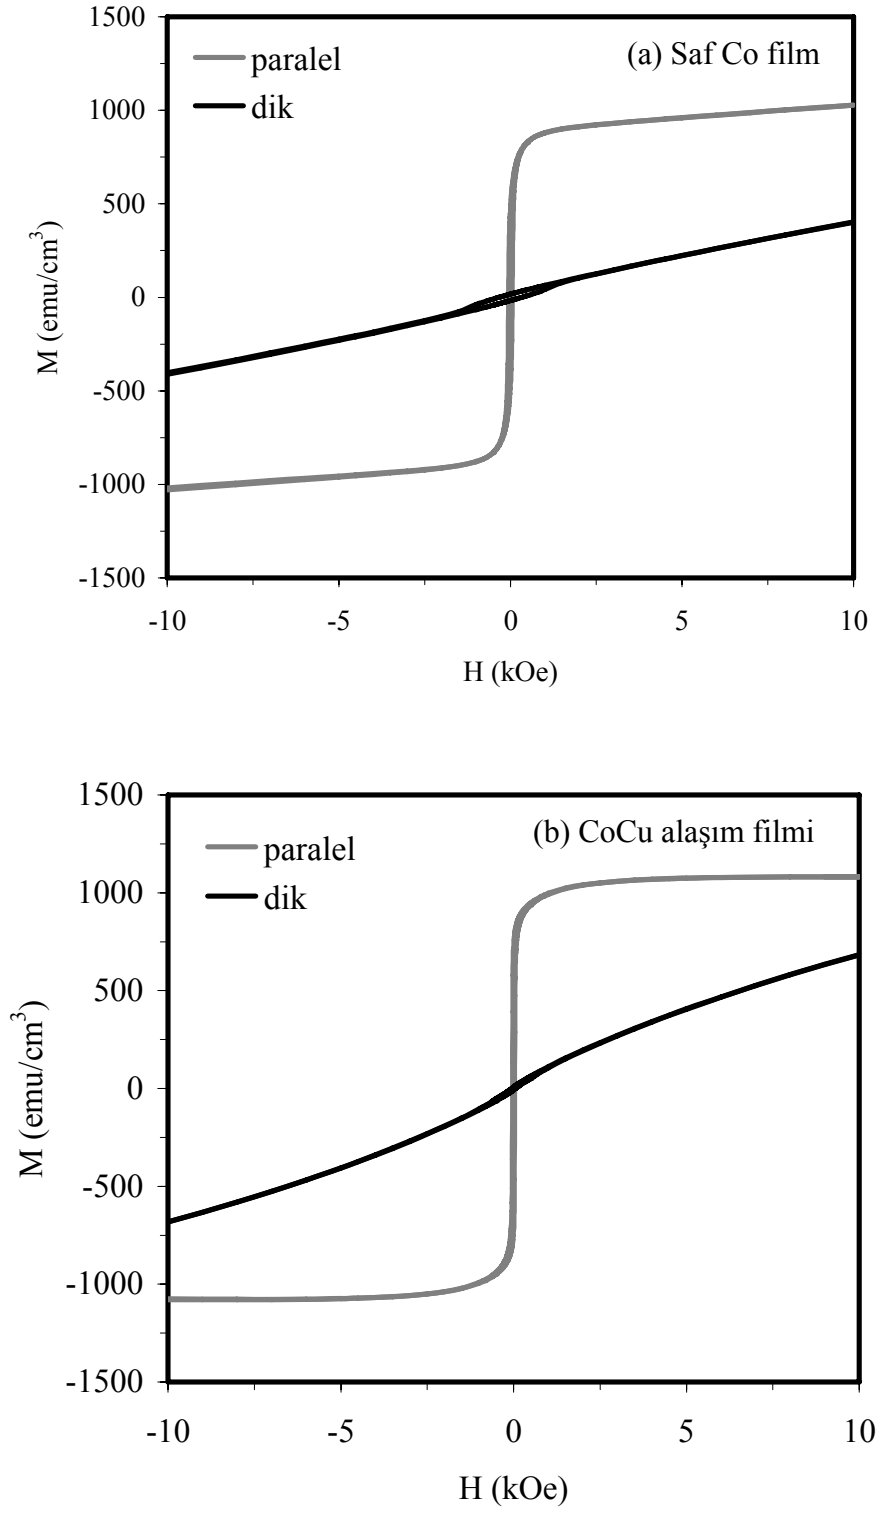 1500
(a) Saf Co film
paralel
dik
1000
500
0
-500
-1000
-1500
M (emu/cm³)
-10 -5 0 5 10
H (kOe)
1500
(b) CoCu alaşım filmi
paralel
dik
1000
500
0
-500
-1000
-1500
M (emu/cm³)
-10 -5 0 5 10
H (kOe)